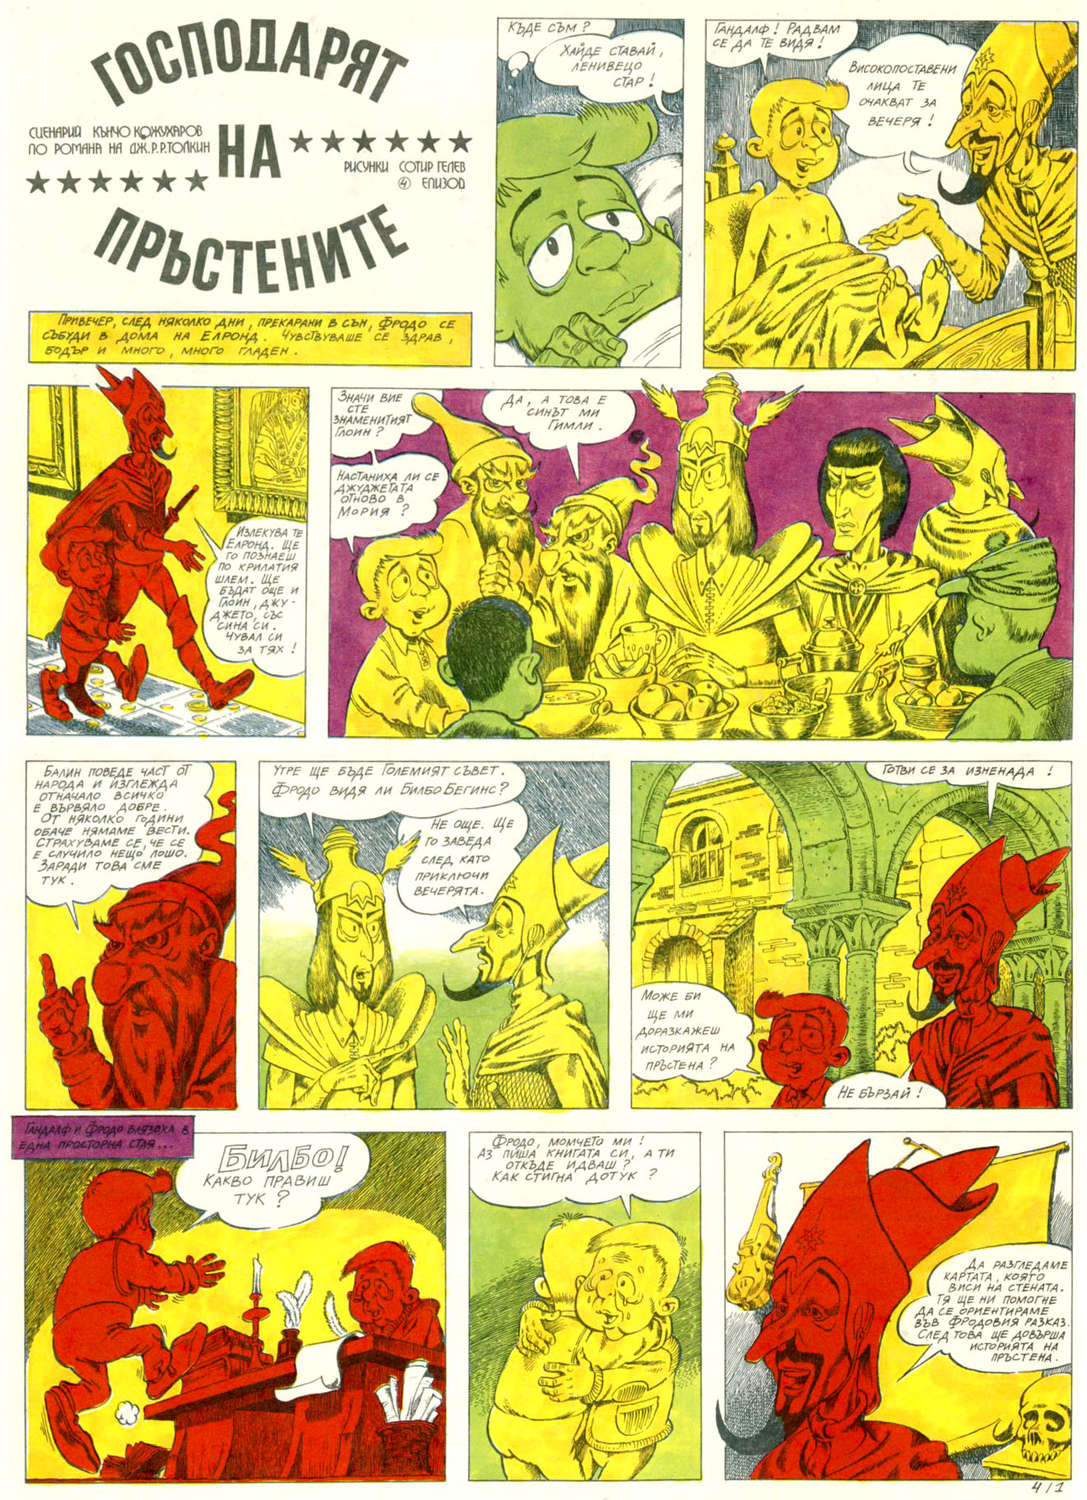 ГОСПОДАРЯТ
СЦЕНАРИЙ КЪНЧО КОЖУХАРОВ
ПО РОМАНА НА ДЖ.Р.Р.ТОЛКИН
НА
РИСУНКИ СОТИР ГЕЛЕВ
④ ЕПИЗОД
ПРЪСТЕНИТЕ
ПРИВЕЧЕР, СЛЕД НЯКОЛКО ДНИ, ПРЕКАРАНИ В СЪН, ФРОДО СЕ
СЪБУДИ В ДОМА НА ЕЛРОНД. ЧУВСТВУВАШЕ СЕ ЗДРАВ,
БОДЪР И МНОГО, МНОГО ГЛАДЕН.
КЪДЕ СЪМ?
ХАЙДЕ СТАВАЙ,
ЛЕНИВЕЦО
СТАР!
ГАНДАЛФ! РАДВАМ
СЕ ДА ТЕ ВИДЯ!
ВИСОКОПОСТАВЕНИ
ЛИЦА ТЕ
ОЧАКВАТ ЗА
ВЕЧЕРЯ!
ИЗЛЕКУВА ТЕ
ЕЛРОНД. ЩЕ
ГО ПОЗНАЕШ
ПО КРИЛАТИЯ
ШЛЕМ. ЩЕ
БЪДАТ ОЩЕ И
ГЛОИН, ДЖУ-
ДЖЕТО, СЪС
СИНА СИ.
ЧУВАЛ СИ
ЗА ТЯХ!
ЗНАЧИ ВИЕ
СТЕ
ЗНАМЕНИТИЯТ
ГЛОИН?
ДА, А ТОВА Е
СИНЪТ МИ
ГИМЛИ.
НАСТАНИХА ЛИ СЕ
ДЖУДЖЕТАТА
ОТНОВО В
МОРИЯ?
БАЛИН ПОВЕДЕ ЧАСТ ОТ
НАРОДА И ИЗГЛЕЖДА
ОТНАЧАЛО ВСИЧКО
Е ВЪРВЯЛО ДОБРЕ.
ОТ НЯКОЛКО ГОДИНИ
ОБАЧЕ НЯМАМЕ ВЕСТИ.
СТРАХУВАМЕ СЕ, ЧЕ СЕ
Е СЛУЧИЛО НЕЩО ЛОШО.
ЗАРАДИ ТОВА СМЕ
ТУК.
УТРЕ ЩЕ БЪДЕ ГОЛЕМИЯТ СЪВЕТ.
ФРОДО ВИДЯ ЛИ БИЛБО БЕГИНС?
НЕ ОЩЕ. ЩЕ
ГО ЗАВЕДА
СЛЕД КАТО
ПРИКЛЮЧИ
ВЕЧЕРЯТА.
ГОТВИ СЕ ЗА ИЗНЕНАДА!
МОЖЕ БИ
ЩЕ МИ
ДОРАЗКАЖЕШ
ИСТОРИЯТА НА
ПРЪСТЕНА?
НЕ БЪРЗАЙ!
ГАНДАЛФ И ФРОДО ВЛЯЗОХА В
ЕДНА ПРОСТОРНА СТАЯ...
БИЛБО!
КАКВО ПРАВИШ
ТУК?
ФРОДО, МОМЧЕТО МИ!
АЗ ПИША КНИГАТА СИ, А ТИ
ОТКЪДЕ ИДВАШ?
КАК СТИГНА ДОТУК?
ДА РАЗГЛЕДАМЕ
КАРТАТА, КОЯТО
ВИСИ НА СТЕНАТА.
ТЯ ЩЕ НИ ПОМОГНЕ
ДА СЕ ОРИЕНТИРАМЕ
ВЪВ ФРОДОВИЯ РАЗКАЗ.
СЛЕД ТОВА ЩЕ ДОВЪРША
ИСТОРИЯТА НА
ПРЪСТЕНА.
4/1